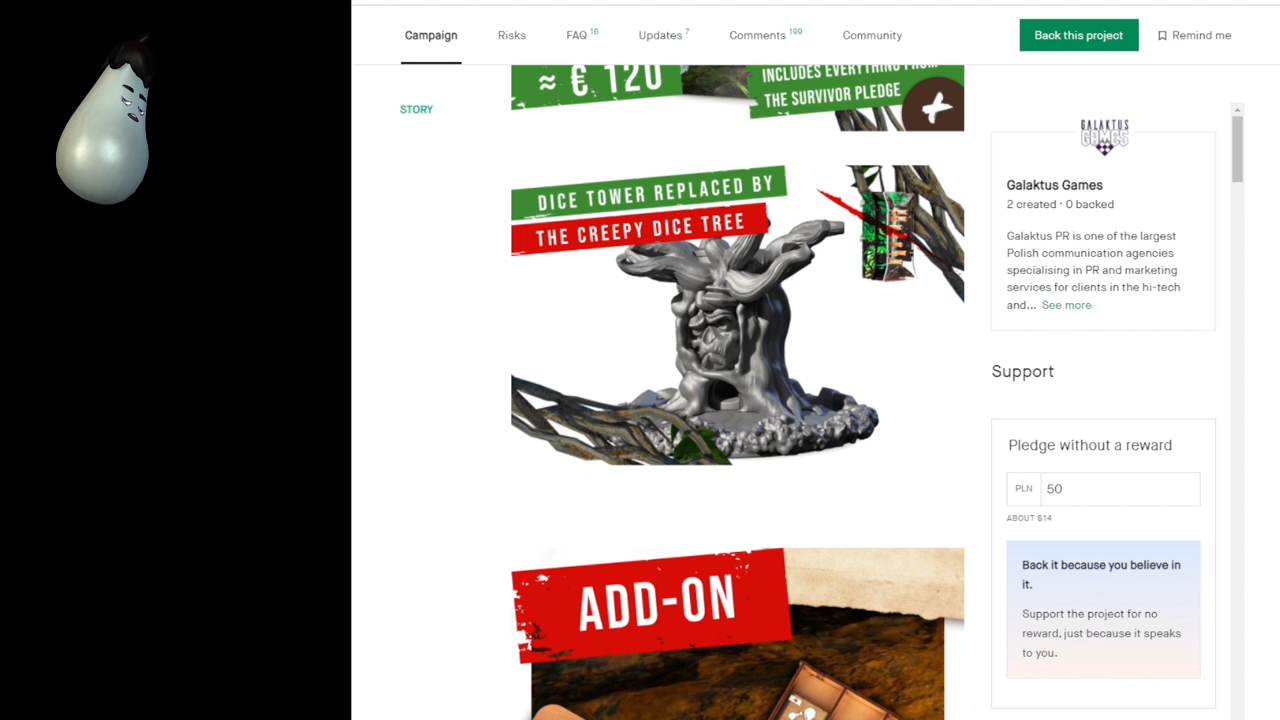 Campaign
Risks
FAQ 16
Updates 7
Comments 199
Community
Back this project
Remind me
STORY
≈ € 120
INCLUDES EVERYTHING FROM
THE SURVIVOR PLEDGE
DICE TOWER REPLACED BY
THE CREEPY DICE TREE
ADD-ON
GALAKTUS
GAMES
Galaktus Games
2 created · 0 backed
Galaktus PR is one of the largest
Polish communication agencies
specialising in PR and marketing
services for clients in the hi-tech
and... See more
Support
Pledge without a reward
PLN 50
ABOUT $14
Back it because you believe in
it.
Support the project for no
reward, just because it speaks
to you.